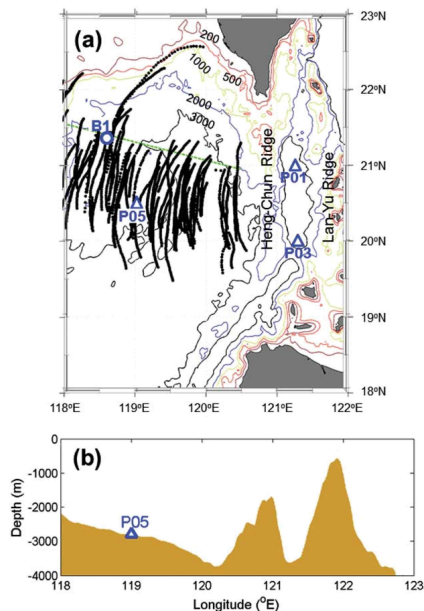 (a)
23°N
22°N
21°N
20°N
19°N
18°N
200
500
1000
2000
3000
B1
P05
P01
P03
Heng-Chun Ridge
Lan-Yu Ridge
118°E 119°E 120°E 121°E 122°E
(b)
P05
Depth (m)
0
-1000
-2000
-3000
-4000
118 119 120 121 122 123
Longitude (°E)